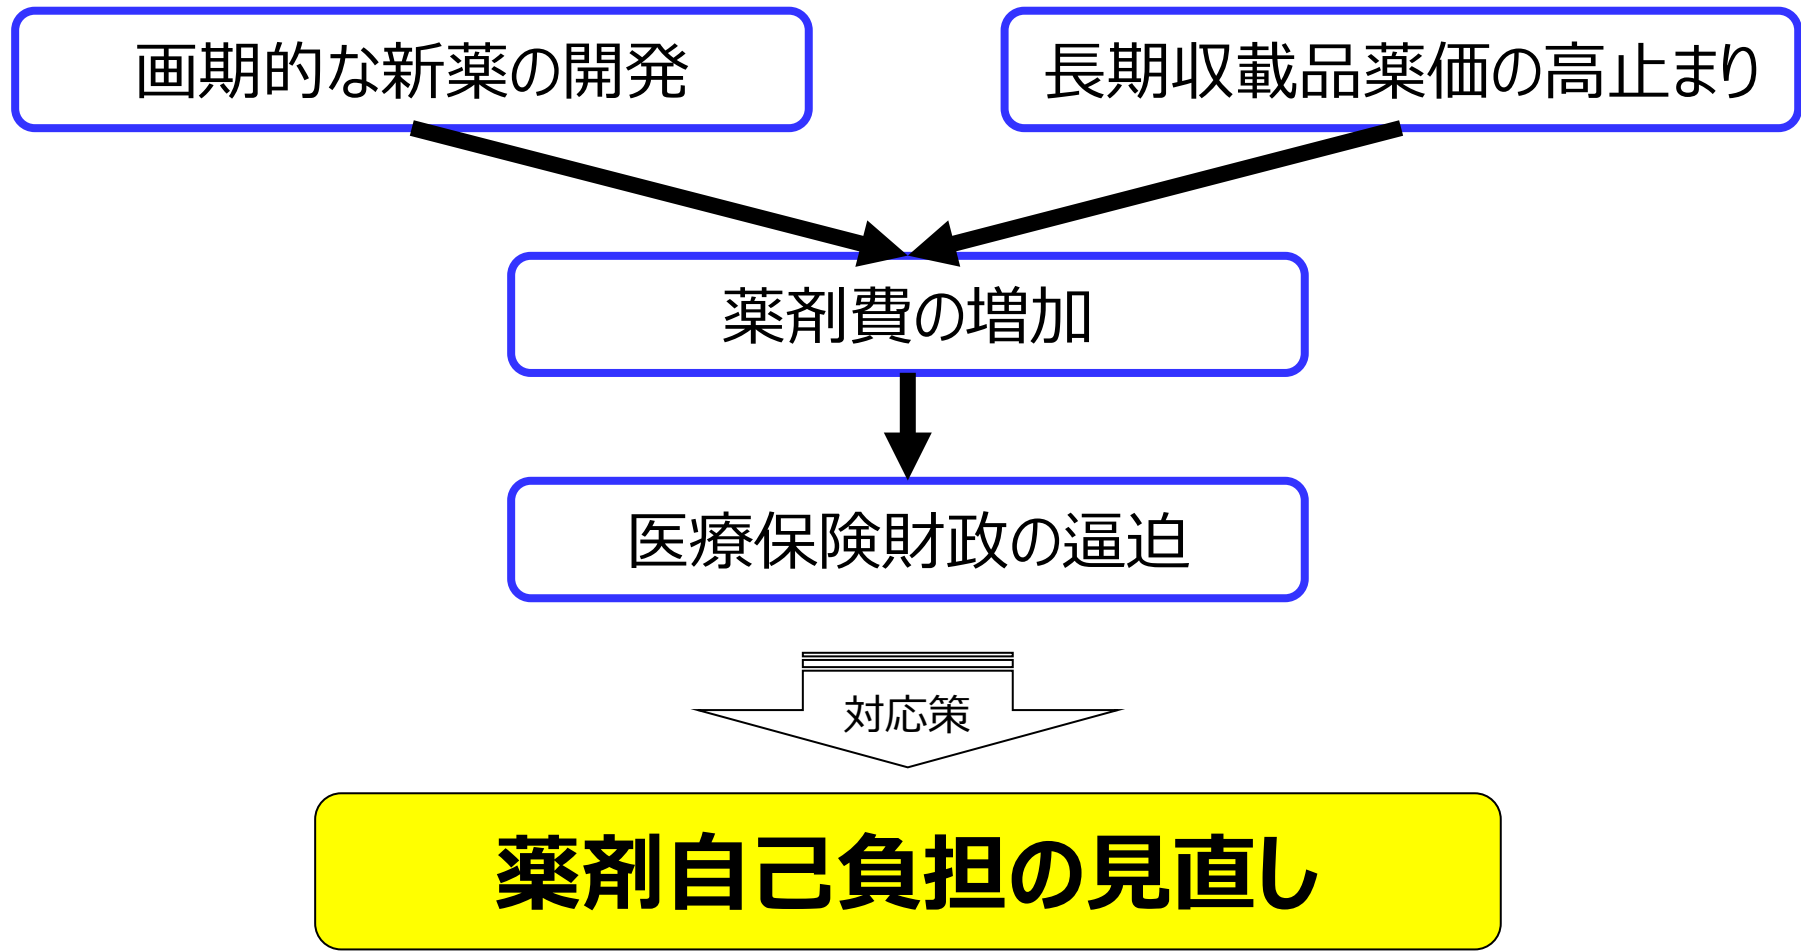 画期的な新薬の開発
長期収載品薬価の高止まり
薬剤費の増加
医療保険財政の逼迫
対応策
薬剤自己負担の見直し